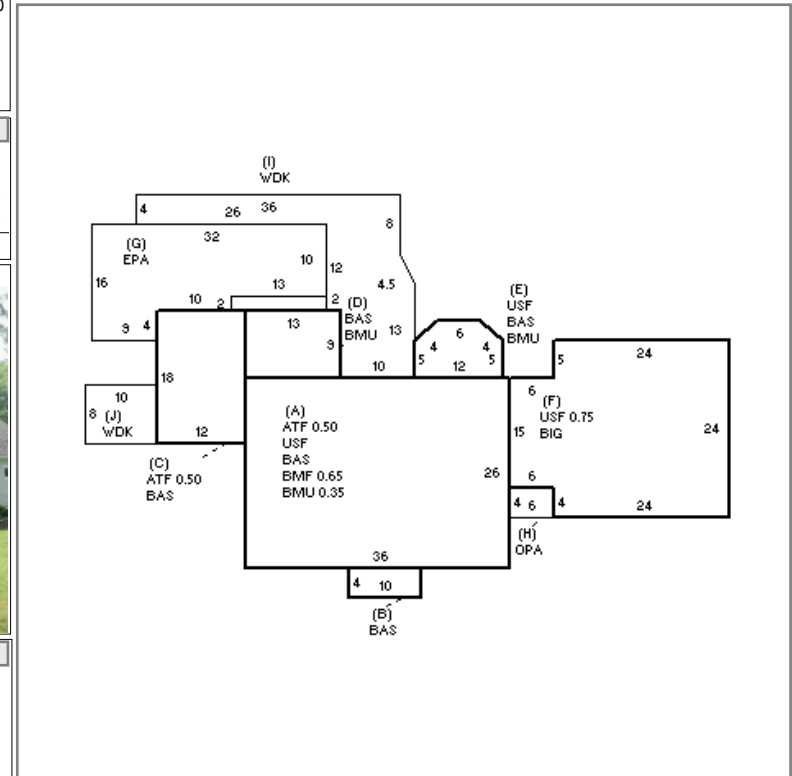 0
(I)
WDK
4
26
36
8
(G)
EPA
32
16
10
12
13
4.5
10
2
2
(D)
BAS
BMU
(E)
USF
BAS
BMU
9
4
13
9
13
10
5
4
6
4
5
12
5
24
10
8
(J)
WDK
18
12
(A)
ATF 0.50
USF
BAS
BMF 0.65
BMU 0.35
6
(F)
USF 0.75
BIG
15
24
26
6
4
6
4
24
(C)
ATF 0.50
BAS
(H)
OPA
36
4
10
(B)
BAS